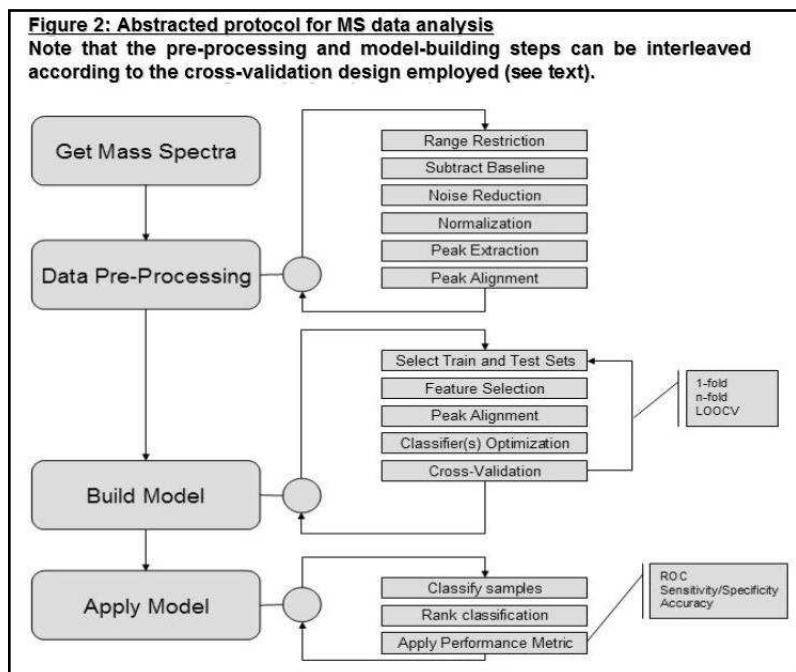 Figure 2: Abstracted protocol for MS data analysis
Note that the pre-processing and model-building steps can be interleaved
according to the cross-validation design employed (see text).
Get Mass Spectra
Range Restriction
Subtract Baseline
Noise Reduction
Normalization
Peak Extraction
Peak Alignment
Data Pre-Processing
Select Train and Test Sets
Feature Selection
Peak Alignment
Classifier(s) Optimization
Cross-Validation
1-fold
n-fold
LOOCV
Build Model
Apply Model
Classify samples
Rank classification
Apply Performance Metric
ROC
Sensitivity/Specificity
Accuracy